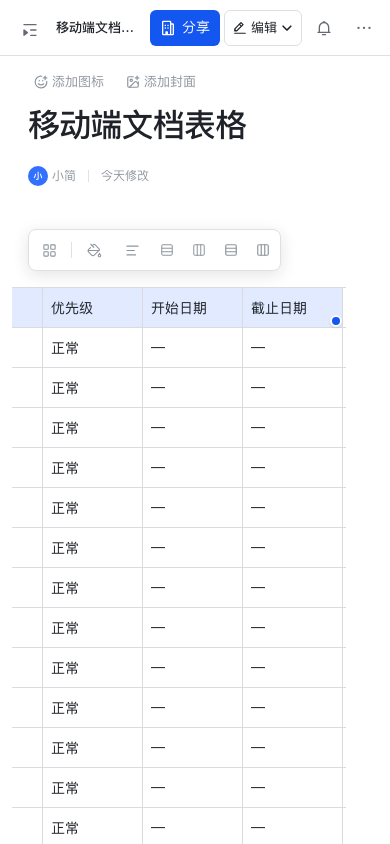 移动端文档... 分享 编辑
添加图标 添加封面
移动端文档表格
小 小简 今天修改
优先级 开始日期 截止日期
正常 — —
正常 — —
正常 — —
正常 — —
正常 — —
正常 — —
正常 — —
正常 — —
正常 — —
正常 — —
正常 — —
正常 — —
正常 — —